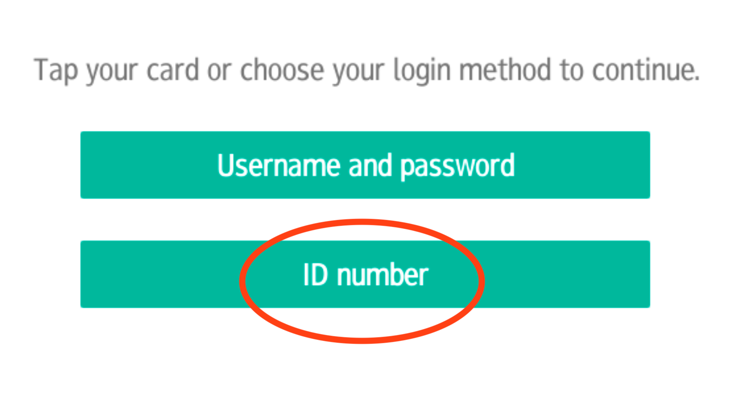 Tap your card or choose your login method to continue.
Username and password
ID number